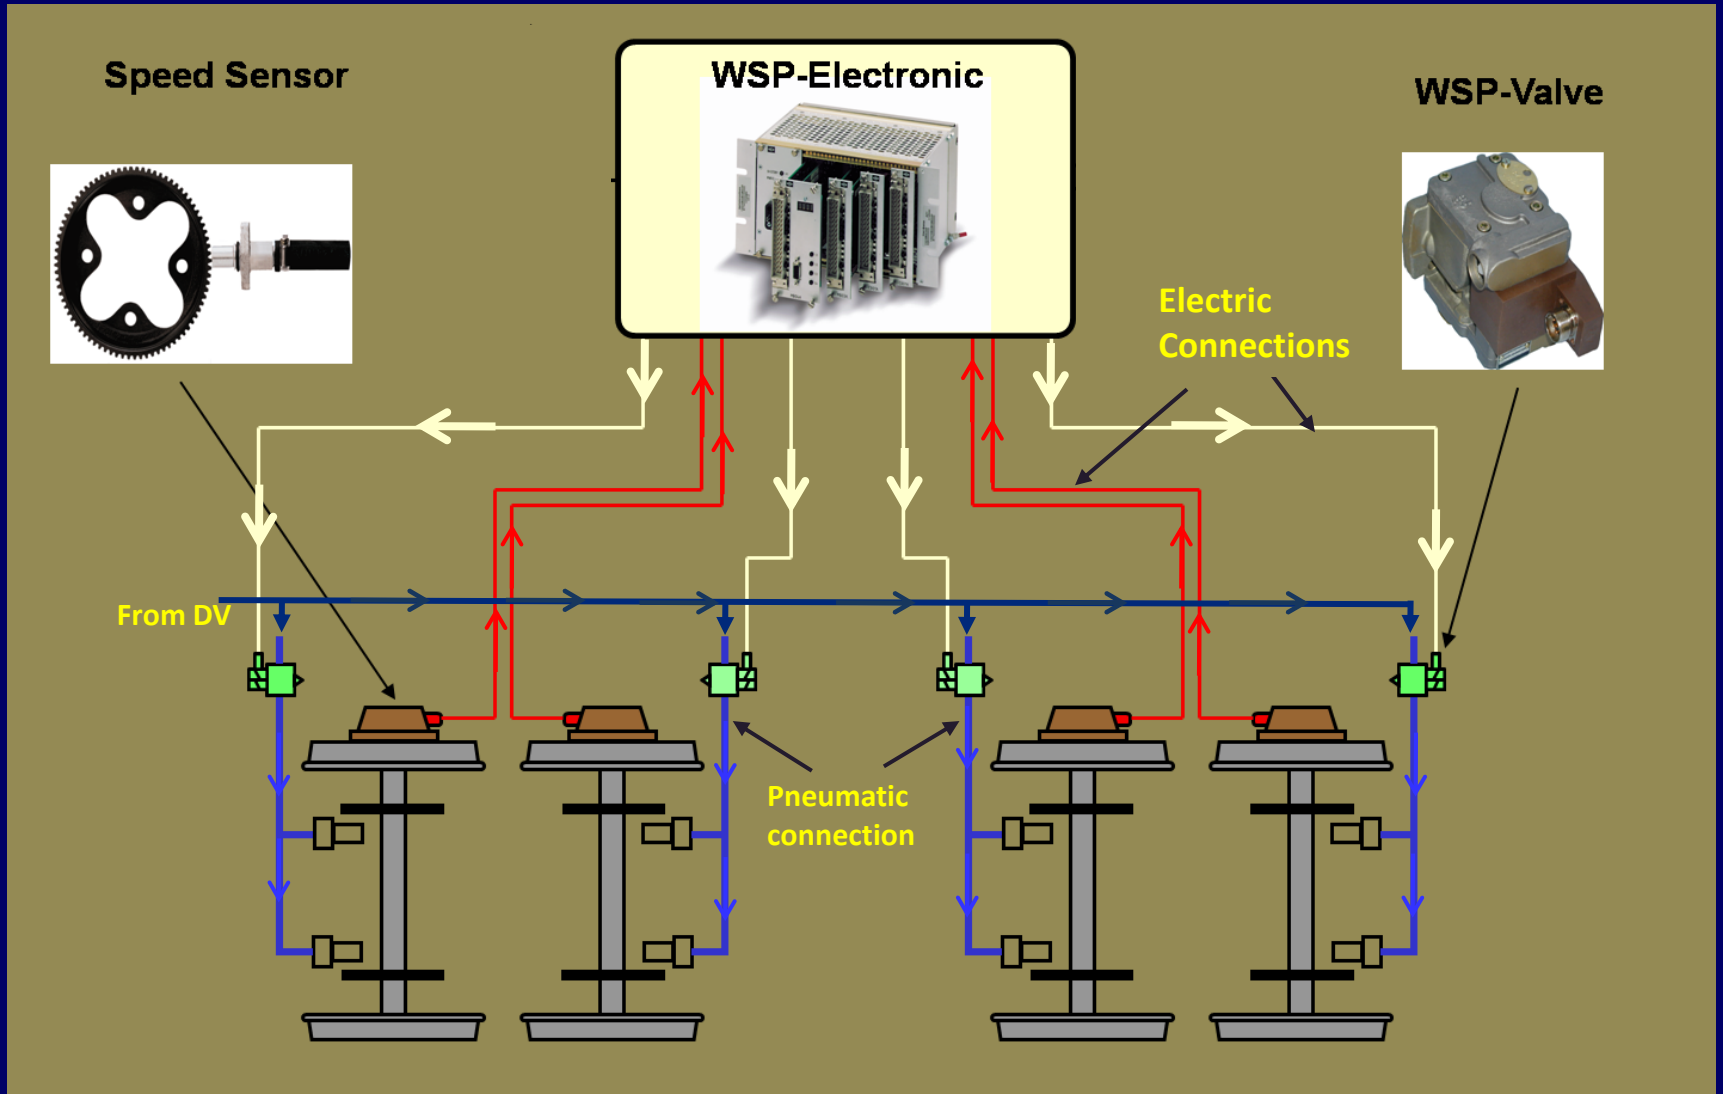 Speed Sensor
WSP-Electronic
WSP-Valve
Electric
Connections
From DV
Pneumatic
connection